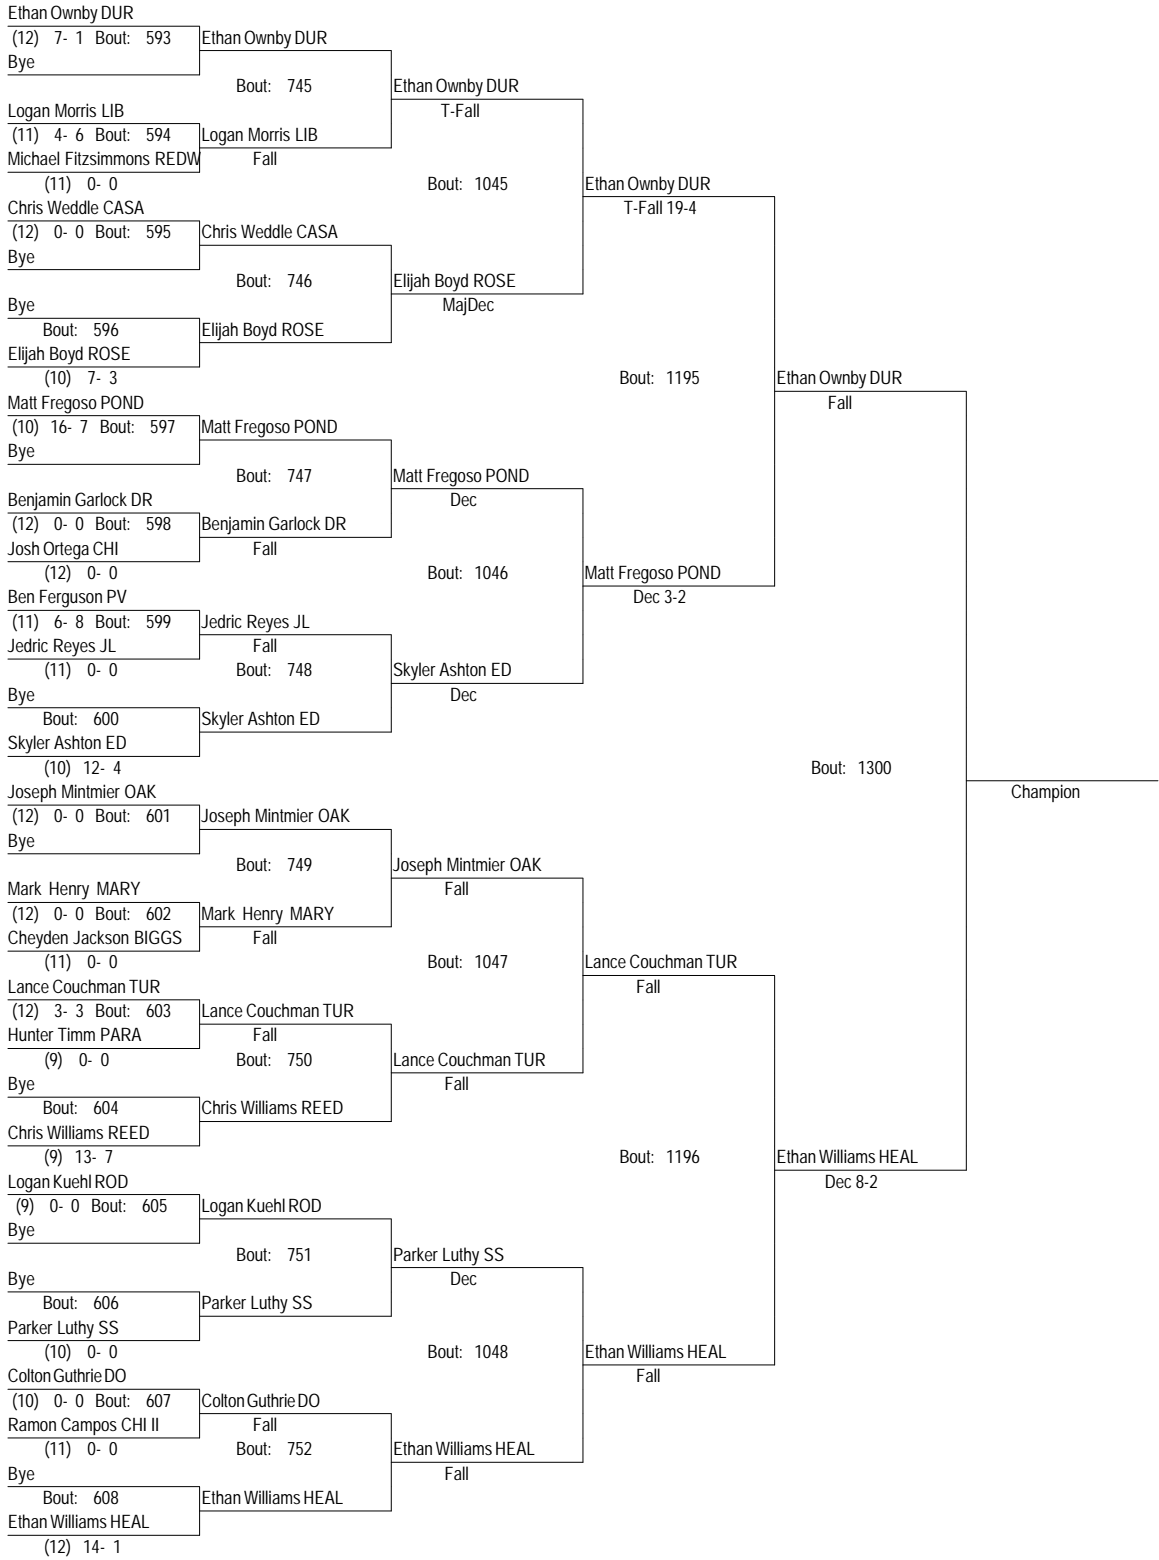 Ethan Ownby DUR
(12) 7- 1 Bout: 593 Ethan Ownby DUR
Bye
Bout: 745 Ethan Ownby DUR
Logan Morris LIB T-Fall
(11) 4- 6 Bout: 594 Logan Morris LIB
Michael Fitzsimmons REDW Fall
(11) 0- 0 Bout: 1045 Ethan Ownby DUR
Chris Weddle CASA T-Fall 19-4
(12) 0- 0 Bout: 595 Chris Weddle CASA
Bye
Bout: 746 Elijah Boyd ROSE
Bye MajDec
Bout: 596 Elijah Boyd ROSE
Elijah Boyd ROSE
(10) 7- 3 Bout: 1195 Ethan Ownby DUR
Matt Fregoso POND Fall
(10) 16- 7 Bout: 597 Matt Fregoso POND
Bye
Bout: 747 Matt Fregoso POND
Benjamin Garlock DR Dec
(12) 0- 0 Bout: 598 Benjamin Garlock DR
Josh Ortega CHI Fall
(12) 0- 0 Bout: 1046 Matt Fregoso POND
Ben Ferguson PV Dec 3-2
(11) 6- 8 Bout: 599 Jedric Reyes JL
Jedric Reyes JL Fall
(11) 0- 0 Bout: 748 Skyler Ashton ED
Bye Dec
Bout: 600 Skyler Ashton ED
Skyler Ashton ED
(10) 12- 4 Bout: 1300
Joseph Mintmier OAK Champion
(12) 0- 0 Bout: 601 Joseph Mintmier OAK
Bye
Bout: 749 Joseph Mintmier OAK
Mark Henry MARY Fall
(12) 0- 0 Bout: 602 Mark Henry MARY
Cheyden Jackson BIGGS Fall
(11) 0- 0 Bout: 1047 Lance Couchman TUR
Lance Couchman TUR Fall
(12) 3- 3 Bout: 603 Lance Couchman TUR
Hunter Timm PARA Fall
(9) 0- 0 Bout: 750 Lance Couchman TUR
Bye Fall
Bout: 604 Chris Williams REED
Chris Williams REED
(9) 13- 7 Bout: 1196 Ethan Williams HEAL
Logan Kuehl ROD Dec 8-2
(9) 0- 0 Bout: 605 Logan Kuehl ROD
Bye
Bout: 751 Parker Luthy SS
Bye Dec
Bout: 606 Parker Luthy SS
Parker Luthy SS
(10) 0- 0 Bout: 1048 Ethan Williams HEAL
Colton Guthrie DO Fall
(10) 0- 0 Bout: 607 Colton Guthrie DO
Ramon Campos CHI II Fall
(11) 0- 0 Bout: 752 Ethan Williams HEAL
Bye Fall
Bout: 608 Ethan Williams HEAL
Ethan Williams HEAL
(12) 14- 1